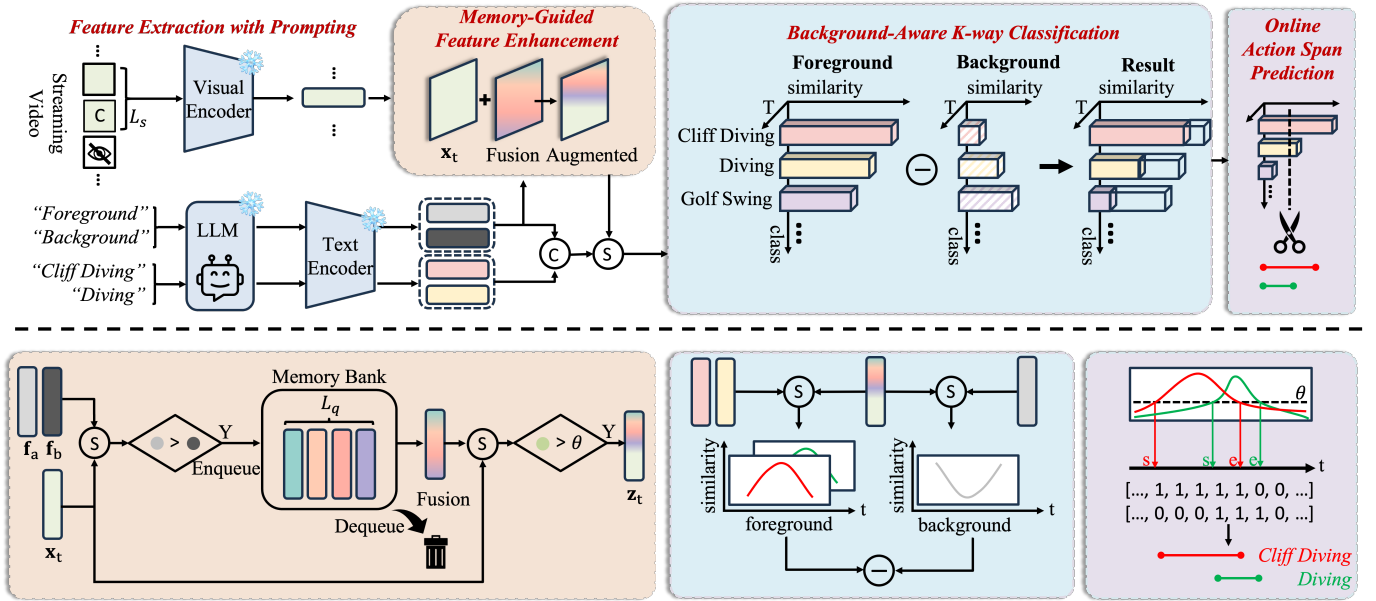 Feature Extraction with Prompting
Streaming
Video
C
L_s
Visual
Encoder
...
Memory-Guided
Feature Enhancement
+
x_t Fusion Augmented
“Foreground”
“Background”
“Cliff Diving”
“Diving”
LLM
Text
Encoder
C
S
Background-Aware K-way Classification
Foreground Background Result
similarity similarity similarity
T T T
Cliff Diving
Diving
Golf Swing
class class class
Online
Action Span
Prediction
f_a f_b
x_t
S
>
Y
Enqueue
Memory Bank
L_q
Dequeue
Fusion
S
> θ
Y
z_t
S S
similarity similarity
t t
foreground background
θ
s s e e t
[..., 1, 1, 1, 1, 1, 0, 0, ...]
[..., 0, 0, 0, 1, 1, 1, 0, ...]
Cliff Diving
Diving